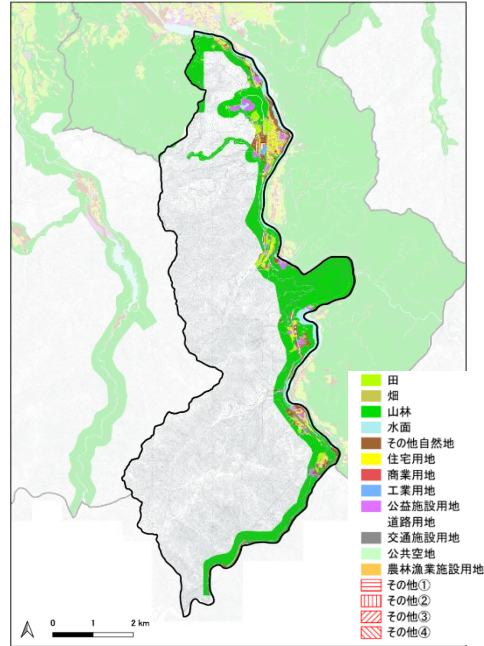 田
畑
山林
水面
その他自然地
住宅用地
商業用地
工業用地
公益施設用地
道路用地
交通施設用地
公共空地
農林漁業施設用地
その他①
その他②
その他③
その他④
0 1 2 km